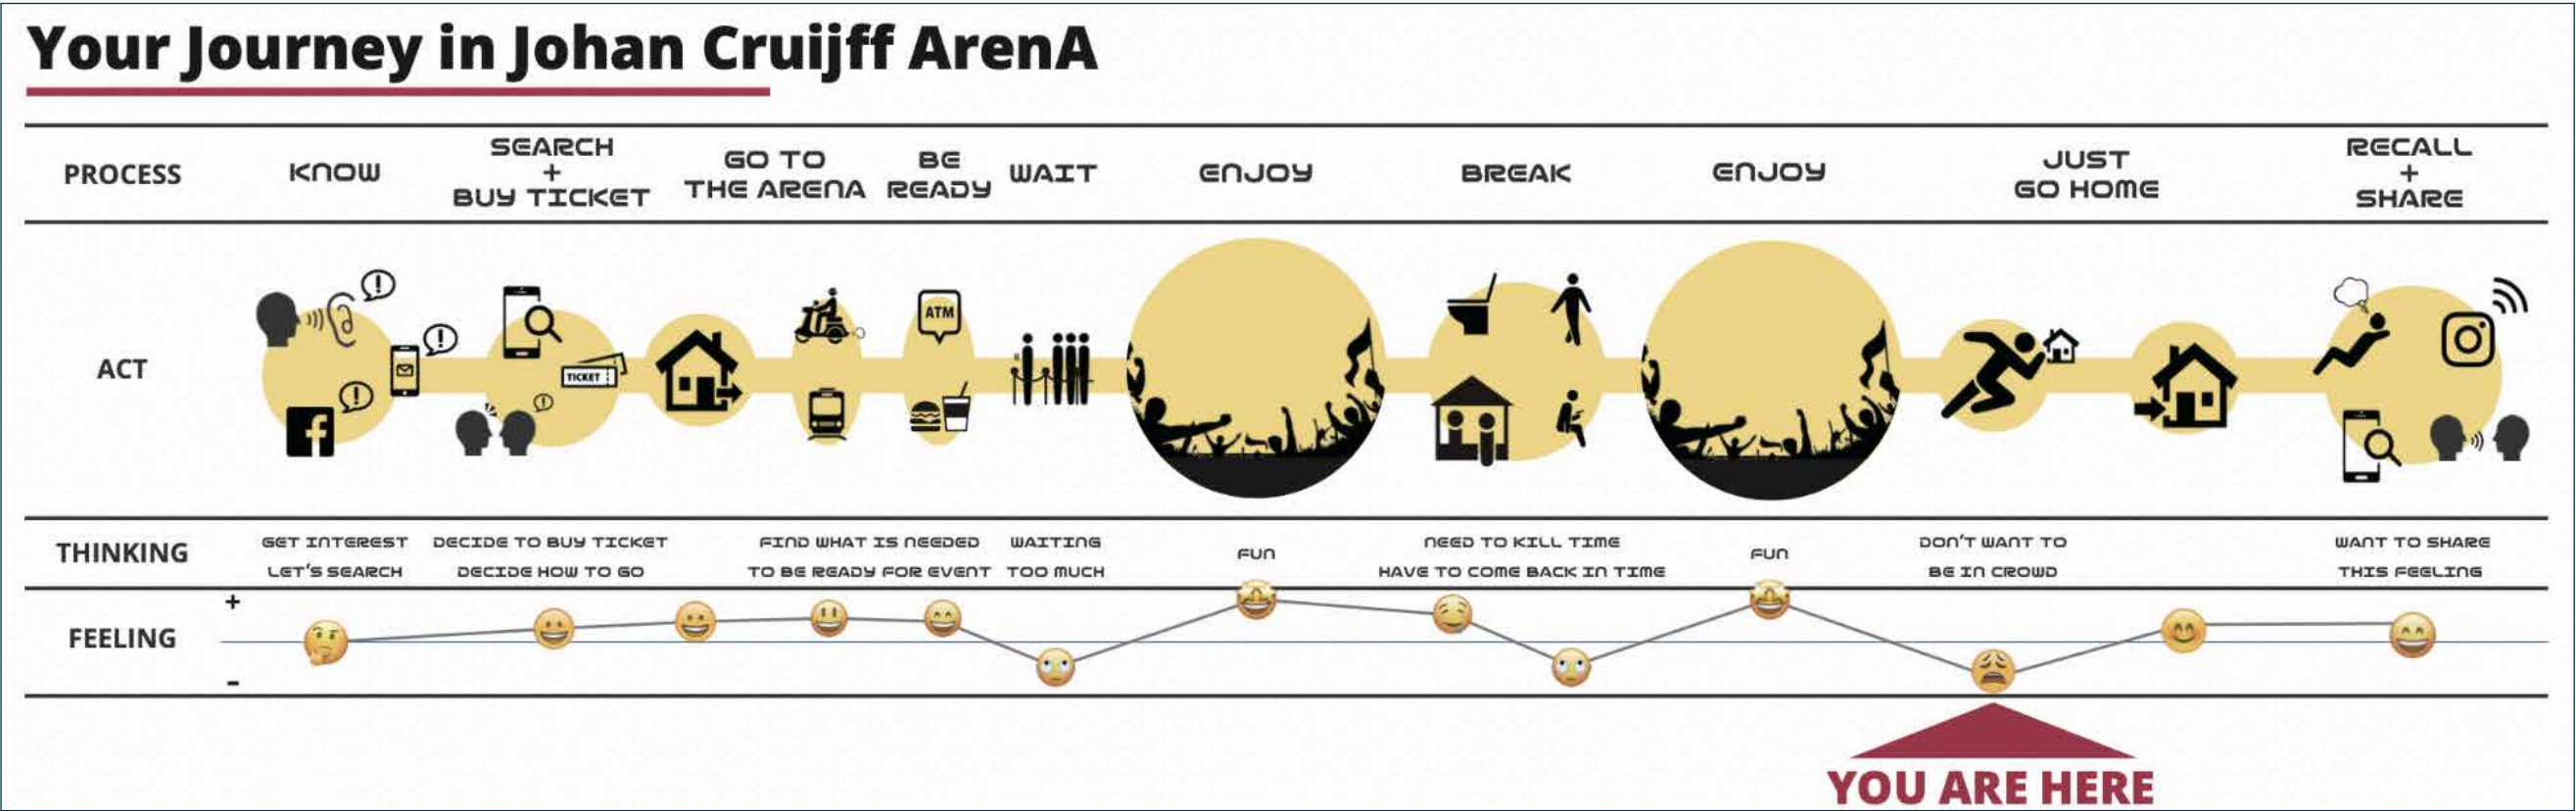 Your Journey in Johan Cruijff ArenA
PROCESS
KNOW
SEARCH
+
BUY TICKET
GO TO
THE ARENA
BE
READY
WAIT
ENJOY
BREAK
ENJOY
JUST
GO HOME
RECALL
+
SHARE
ACT
ATM
TICKET
THINKING
GET INTEREST
LET'S SEARCH
DECIDE TO BUY TICKET
DECIDE HOW TO GO
FIND WHAT IS NEEDED
TO BE READY FOR EVENT
WAITING
TOO MUCH
FUN
NEED TO KILL TIME
HAVE TO COME BACK IN TIME
FUN
DON'T WANT TO
BE IN CROWD
WANT TO SHARE
THIS FEELING
FEELING
+
-
YOU ARE HERE